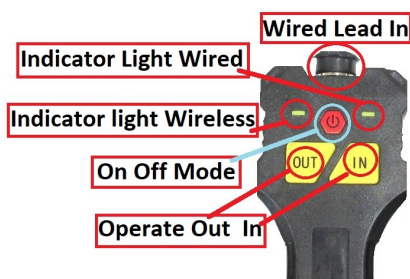 Wired Lead In
Indicator Light Wired
Indicator light Wireless
On Off Mode
OUT
IN
Operate Out In